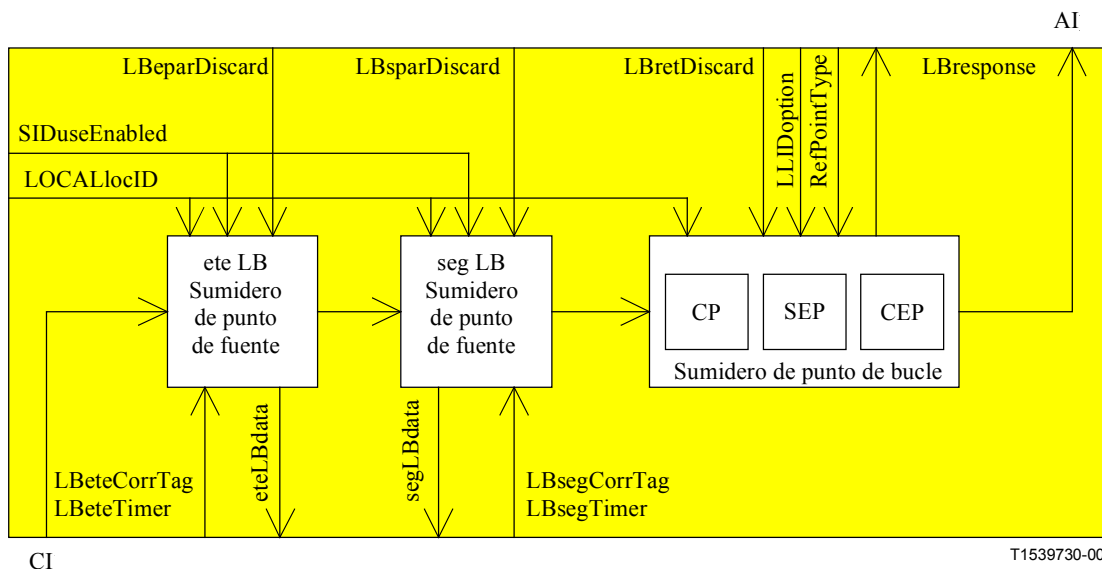 AI
LBeparDiscard
LBsparDiscard
LBretDiscard
LBresponse
LLIDoption
RefPointType
SIDuseEnabled
LOCALlocID
ete LB
Sumidero
de punto
de fuente
seg LB
Sumidero
de punto
de fuente
CP
SEP
CEP
Sumidero de punto de bucle
LBeteCorrTag
LBeteTimer
eteLBdata
segLBdata
LBsegCorrTag
LBsegTimer
CI
T1539730-00